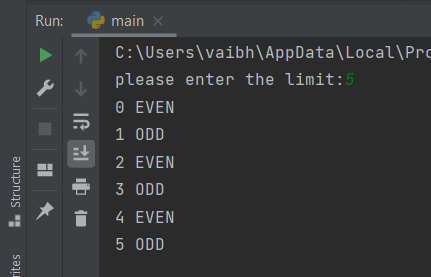 Run: main
C:\Users\vaibh\AppData\Local\Pro
please enter the limit:5
0 EVEN
1 ODD
2 EVEN
3 ODD
4 EVEN
5 ODD
Structure